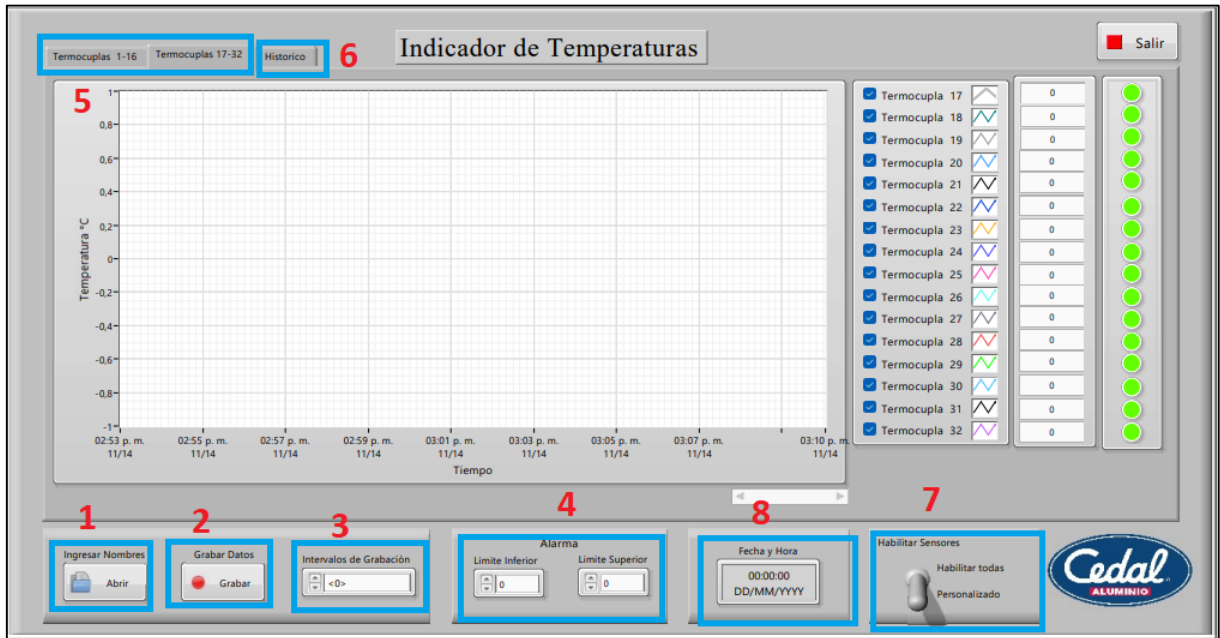 Indicador de Temperaturas
Salir
Termocuplas 1-16
Termocuplas 17-32
Historico
6
5
1
0,8
0,6
0,4
0,2
0
-0,2
-0,4
-0,6
-0,8
-1
Temperatura °C
02:53 p. m.
11/14
02:55 p. m.
11/14
02:57 p. m.
11/14
02:59 p. m.
11/14
03:01 p. m.
11/14
03:03 p. m.
11/14
03:05 p. m.
11/14
03:07 p. m.
11/14
03:10 p. m.
11/14
Tiempo
Termocupla 17 0
Termocupla 18 0
Termocupla 19 0
Termocupla 20 0
Termocupla 21 0
Termocupla 22 0
Termocupla 23 0
Termocupla 24 0
Termocupla 25 0
Termocupla 26 0
Termocupla 27 0
Termocupla 28 0
Termocupla 29 0
Termocupla 30 0
Termocupla 31 0
Termocupla 32 0
1
Ingresar Nombres
Abrir
2
Grabar Datos
Grabar
3
Intervalos de Grabaciòn
<0>
4
Alarma
Limite Inferior
0
Limite Superior
0
8
Fecha y Hora
00:00:00
DD/MM/YYYY
7
Habilitar Sensores
Habilitar todas
Personalizado
Cedal
ALUMINIO